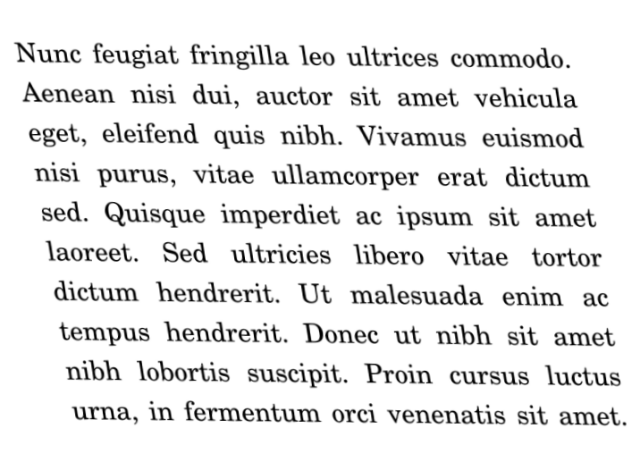 Nunc feugiat fringilla leo ultrices commodo.
Aenean nisi dui, auctor sit amet vehicula
eget, eleifend quis nibh. Vivamus euismod
nisi purus, vitae ullamcorper erat dictum
sed. Quisque imperdiet ac ipsum sit amet
laoreet. Sed ultricies libero vitae tortor
dictum hendrerit. Ut malesuada enim ac
tempus hendrerit. Donec ut nibh sit amet
nibh lobortis suscipit. Proin cursus luctus
urna, in fermentum orci venenatis sit amet.